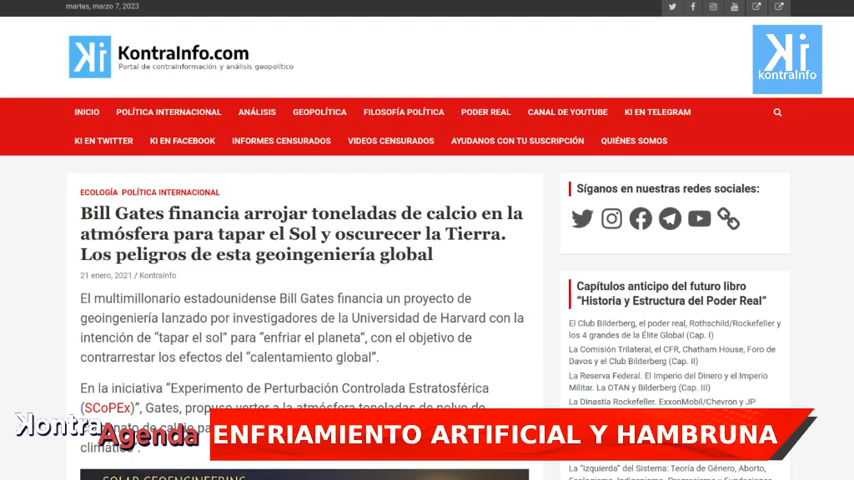 martes, marzo 7, 2023
Ki
KontraInfo.com
Portal de contrainformación y análisis geopolítico
Ki
kontrainfo
INICIO POLÍTICA INTERNACIONAL ANÁLISIS GEOPOLÍTICA FILOSOFÍA POLÍTICA PODER REAL CANAL DE YOUTUBE KI EN TELEGRAM
KI EN TWITTER KI EN FACEBOOK INFORMES CENSURADOS VIDEOS CENSURADOS AYUDANOS CON TU SUSCRIPCIÓN QUIÉNES SOMOS
ECOLOGÍA POLÍTICA INTERNACIONAL
Bill Gates financia arrojar toneladas de calcio en la
atmósfera para tapar el Sol y oscurecer la Tierra.
Los peligros de esta geoingeniería global
21 enero, 2021 / KontraInfo
El multimillonario estadounidense Bill Gates financia un proyecto de
geoingeniería lanzado por investigadores de la Universidad de Harvard con la
intención de “tapar el sol” para “enfriar el planeta”, con el objetivo de
contrarrestar los efectos del “calentamiento global”.
En la iniciativa “Experimento de Perturbación Controlada Estratosférica
(SCoPEx)”, Gates, propuso verter a la atmósfera toneladas de polvo de
de calcio
climático”.
SOLAR GEOENGINEERING
Síganos en nuestras redes sociales:
Capítulos anticipo del futuro libro
“Historia y Estructura del Poder Real”
El Club Bilderberg, el poder real, Rothschild/Rockefeller y
los 4 grandes de la Élite Global (Cap. I)
La Comisión Trilateral, el CFR, Chatham House, Foro de
Davos y el Club Bilderberg (Cap. II)
La Reserva Federal. El Imperio del Dinero y el Imperio
Militar. La OTAN y Bilderberg (Cap. III)
La Dinastía Rockefeller. ExxonMobil/Chevron y JP
La “Izquierda” del Sistema: Teoría de Género, Aborto,
Kontra
Agenda
ENFRIAMIENTO ARTIFICIAL Y HAMBRUNA